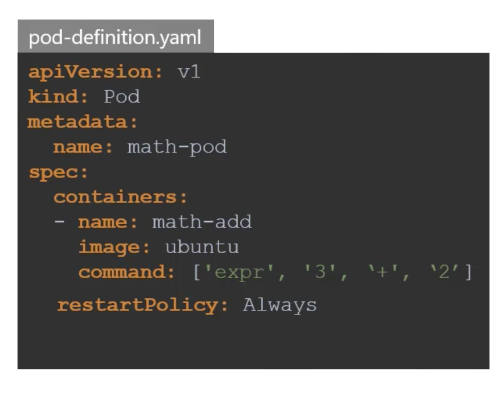 pod-definition.yaml
apiVersion: v1
kind: Pod
metadata:
  name: math-pod
spec:
  containers:
  - name: math-add
    image: ubuntu
    command: ['expr', '3', ‘+', ‘2’]
  restartPolicy: Always